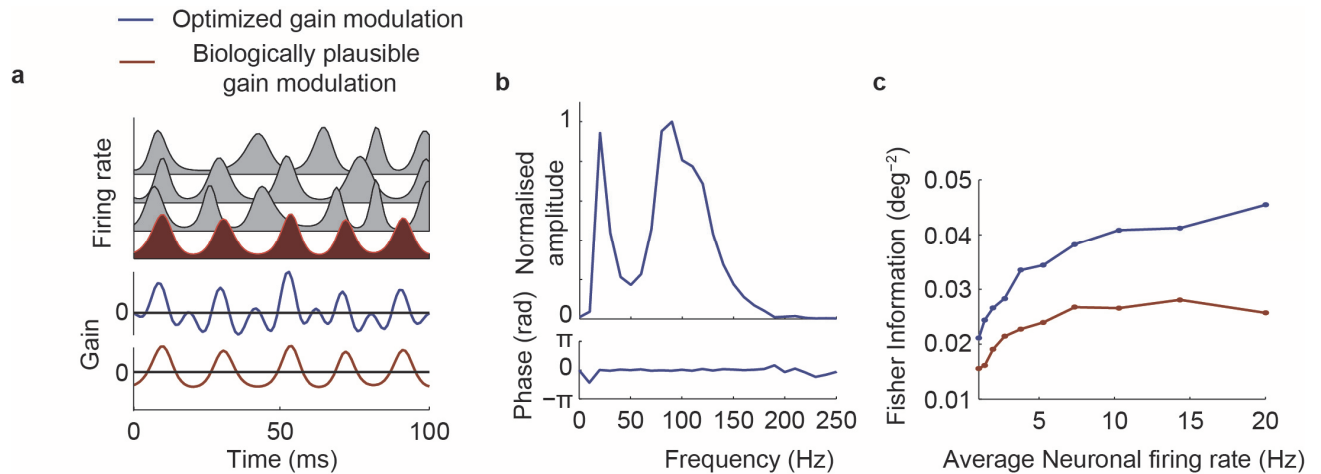 Optimized gain modulation
Biologically plausible
gain modulation
a
Firing rate
Gain
0
0
0
50
100
Time (ms)
b
Normalised
amplitude
1
0
Phase (rad)
π
0
−π
0
50
100
150
200
250
Frequency (Hz)
c
Fisher Information (deg⁻²)
0.05
0.04
0.03
0.02
0.01
5
10
15
20
Average Neuronal firing rate (Hz)